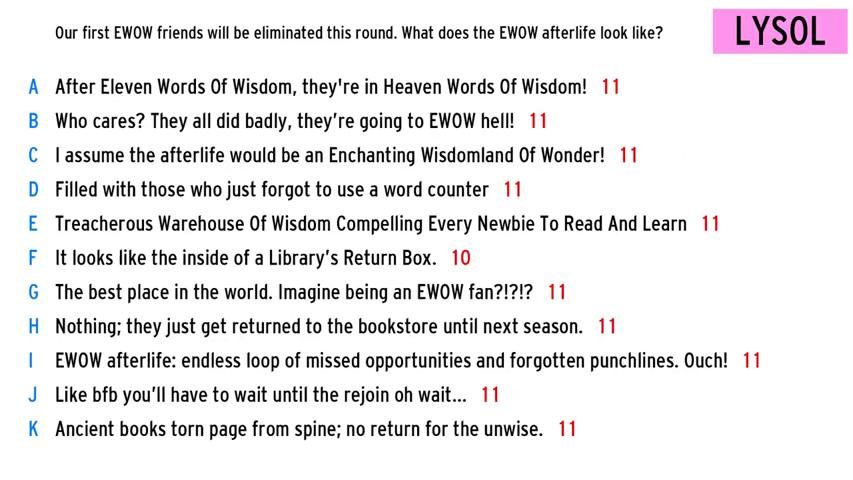 Our first EWOW friends will be eliminated this round. What does the EWOW afterlife look like?
LYSOL
A After Eleven Words Of Wisdom, they're in Heaven Words Of Wisdom! 11
B Who cares? They all did badly, they’re going to EWOW hell! 11
C I assume the afterlife would be an Enchanting Wisdomland Of Wonder! 11
D Filled with those who just forgot to use a word counter 11
E Treacherous Warehouse Of Wisdom Compelling Every Newbie To Read And Learn 11
F It looks like the inside of a Library’s Return Box. 10
G The best place in the world. Imagine being an EWOW fan?!?!? 11
H Nothing; they just get returned to the bookstore until next season. 11
I EWOW afterlife: endless loop of missed opportunities and forgotten punchlines. Ouch! 11
J Like bfb you’ll have to wait until the rejoin oh wait... 11
K Ancient books torn page from spine; no return for the unwise. 11